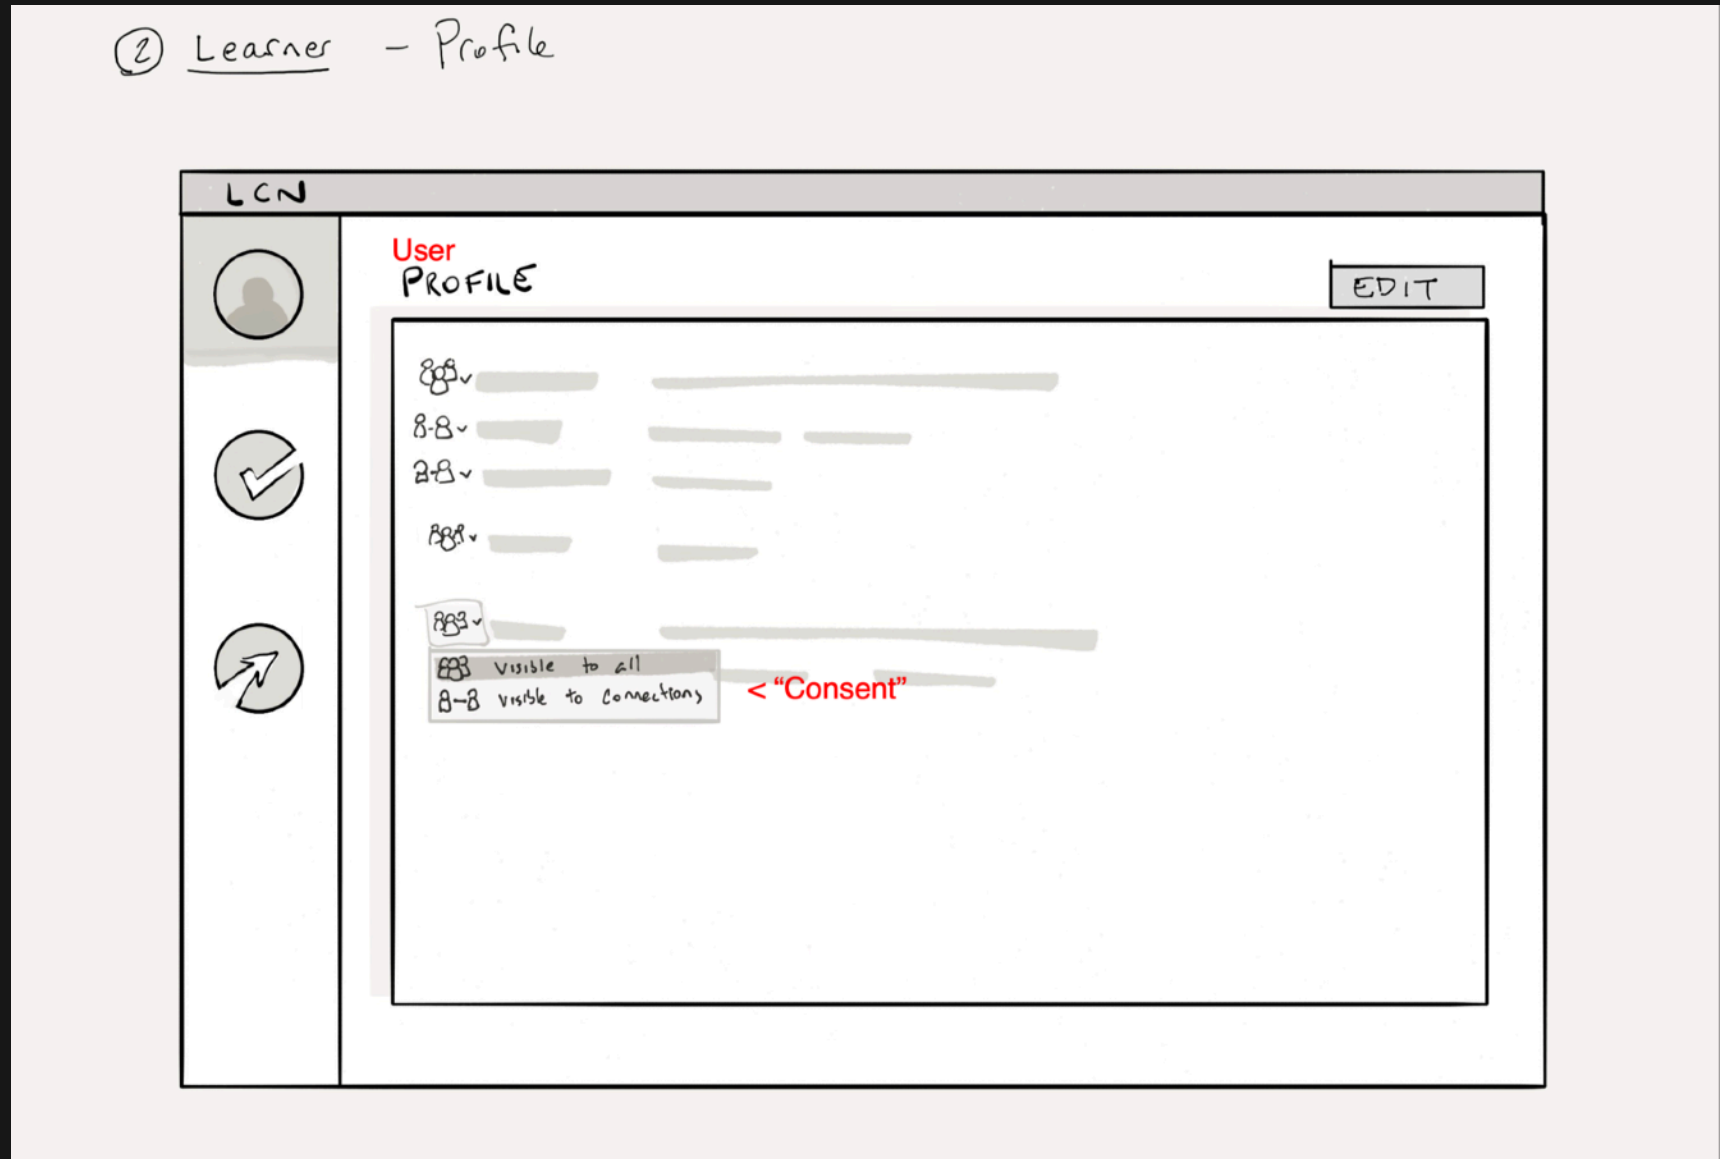 2 Learner - Profile
LCN
User
PROFILE
EDIT
visible to all
visible to connections
< “Consent”